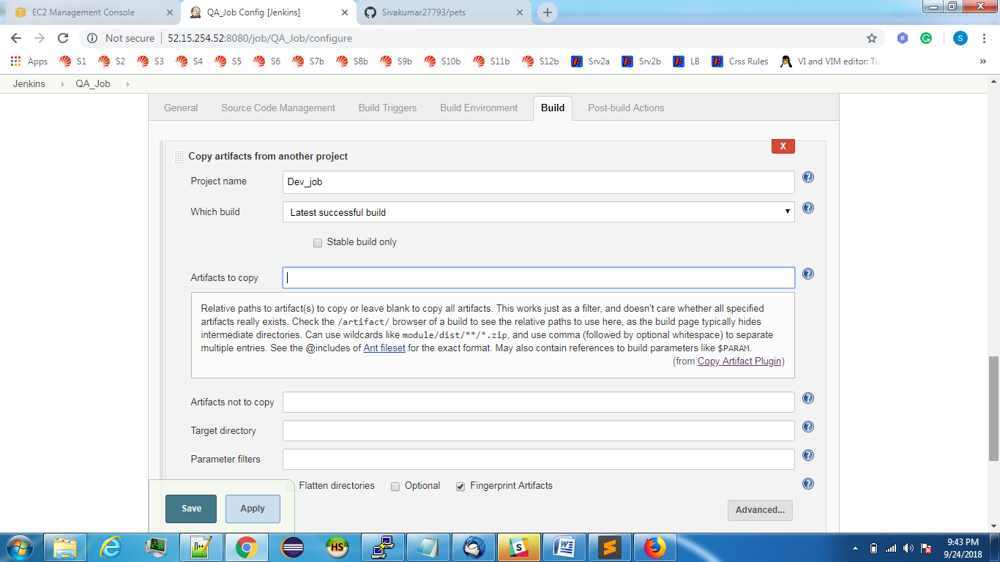 EC2 Management Console
QA_Job Config [Jenkins]
Sivakumar27793/pets
Not secure
52.15.254.52:8080/job/QA_Job/configure
S
Apps S1 S2 S3 S4 S5 S6 S7b S8b S9b S10b S11b S12b Srv2a Srv2b LB Crss Rules VI and VIM editor: Tu
Jenkins QA_Job
General Source Code Management Build Triggers Build Environment Build Post-build Actions
X
Copy artifacts from another project
Project name Dev_job
Which build Latest successful build
Stable build only
Artifacts to copy
Relative paths to artifact(s) to copy or leave blank to copy all artifacts. This works just as a filter, and doesn't care whether all specified
artifacts really exists. Check the /artifact/ browser of a build to see the relative paths to use here, as the build page typically hides
intermediate directories. Can use wildcards like module/dist/**/*.zip, and use comma (followed by optional whitespace) to separate
multiple entries. See the @includes of Ant fileset for the exact format. May also contain references to build parameters like $PARAM.
(from Copy Artifact Plugin)
Artifacts not to copy
Target directory
Parameter filters
Flatten directories Optional Fingerprint Artifacts
Save Apply
Advanced...
HS
9:43 PM
9/24/2018